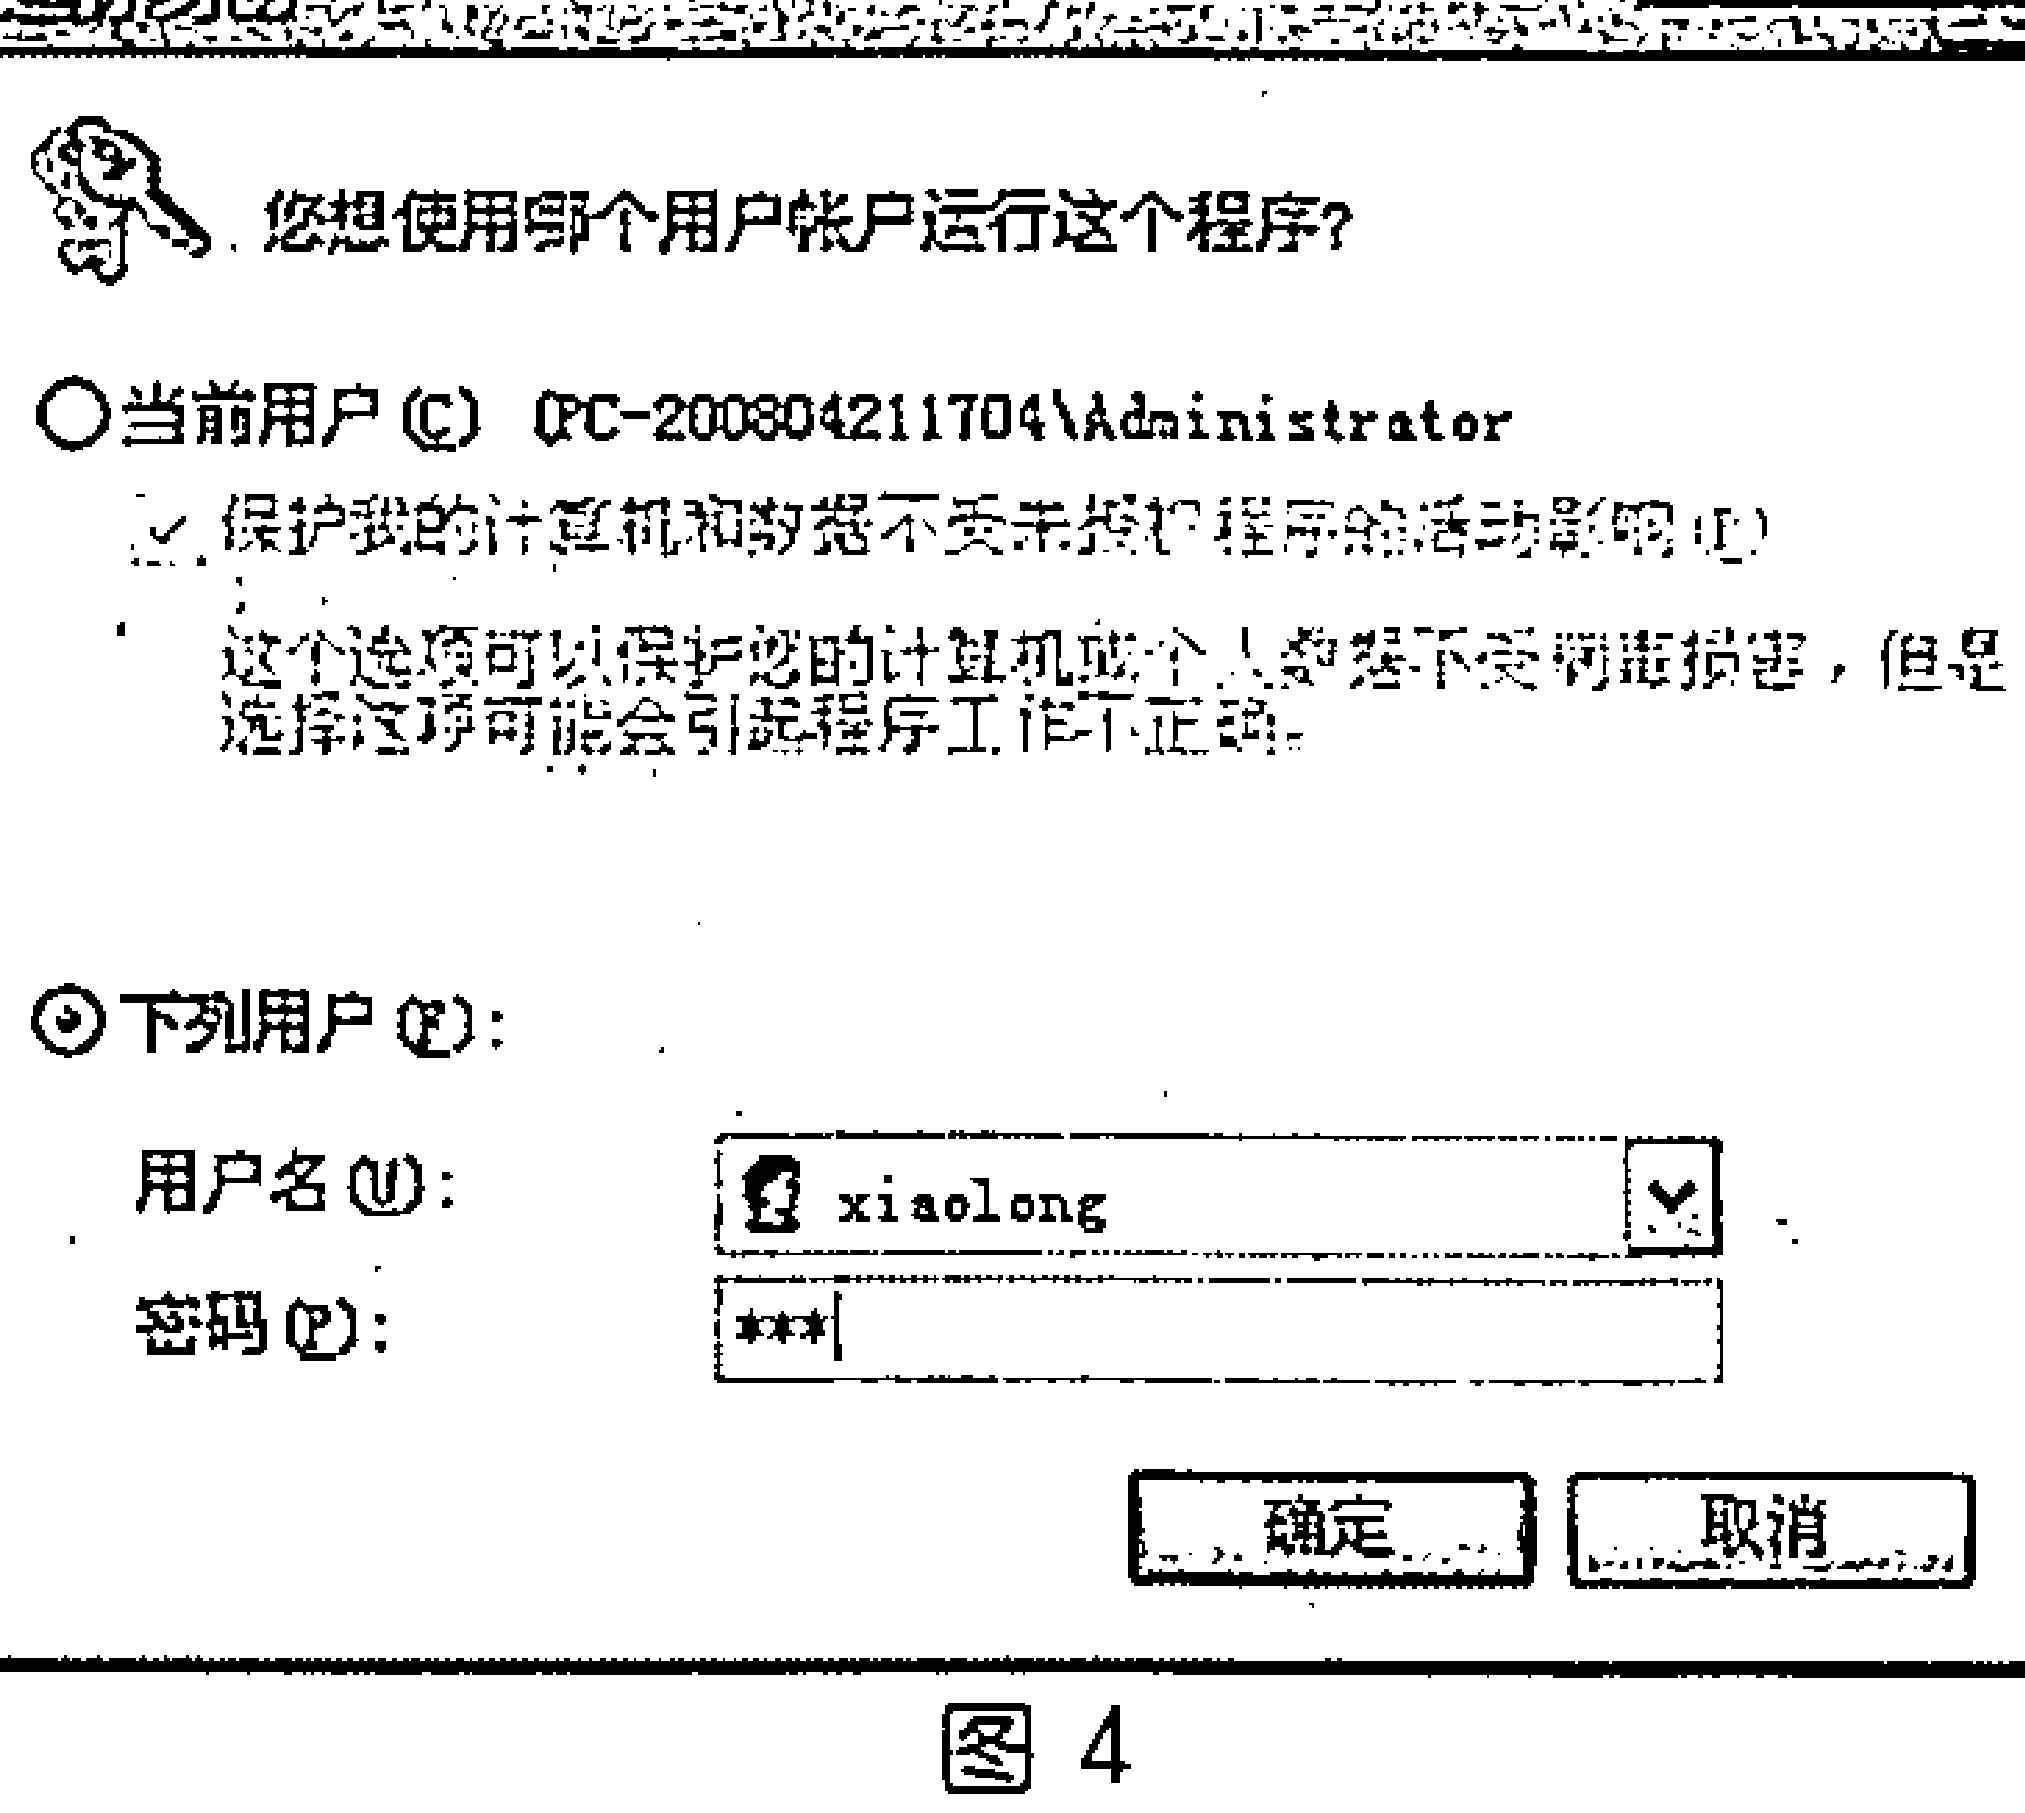 您想使用哪个用户帐户运行这个程序?
当前用户(C) (PC-200804211704\Administrator
保护我的计算机和数据不受未授权程序的活动影响(R)
这个选项可以保护您的计算机或个人数据不受病毒损害，但是
选择这项可能会引起程序工作不正确。
下列用户(F):
用户名(U): xiaolong
密码(P): ***
确定 取消
图 4